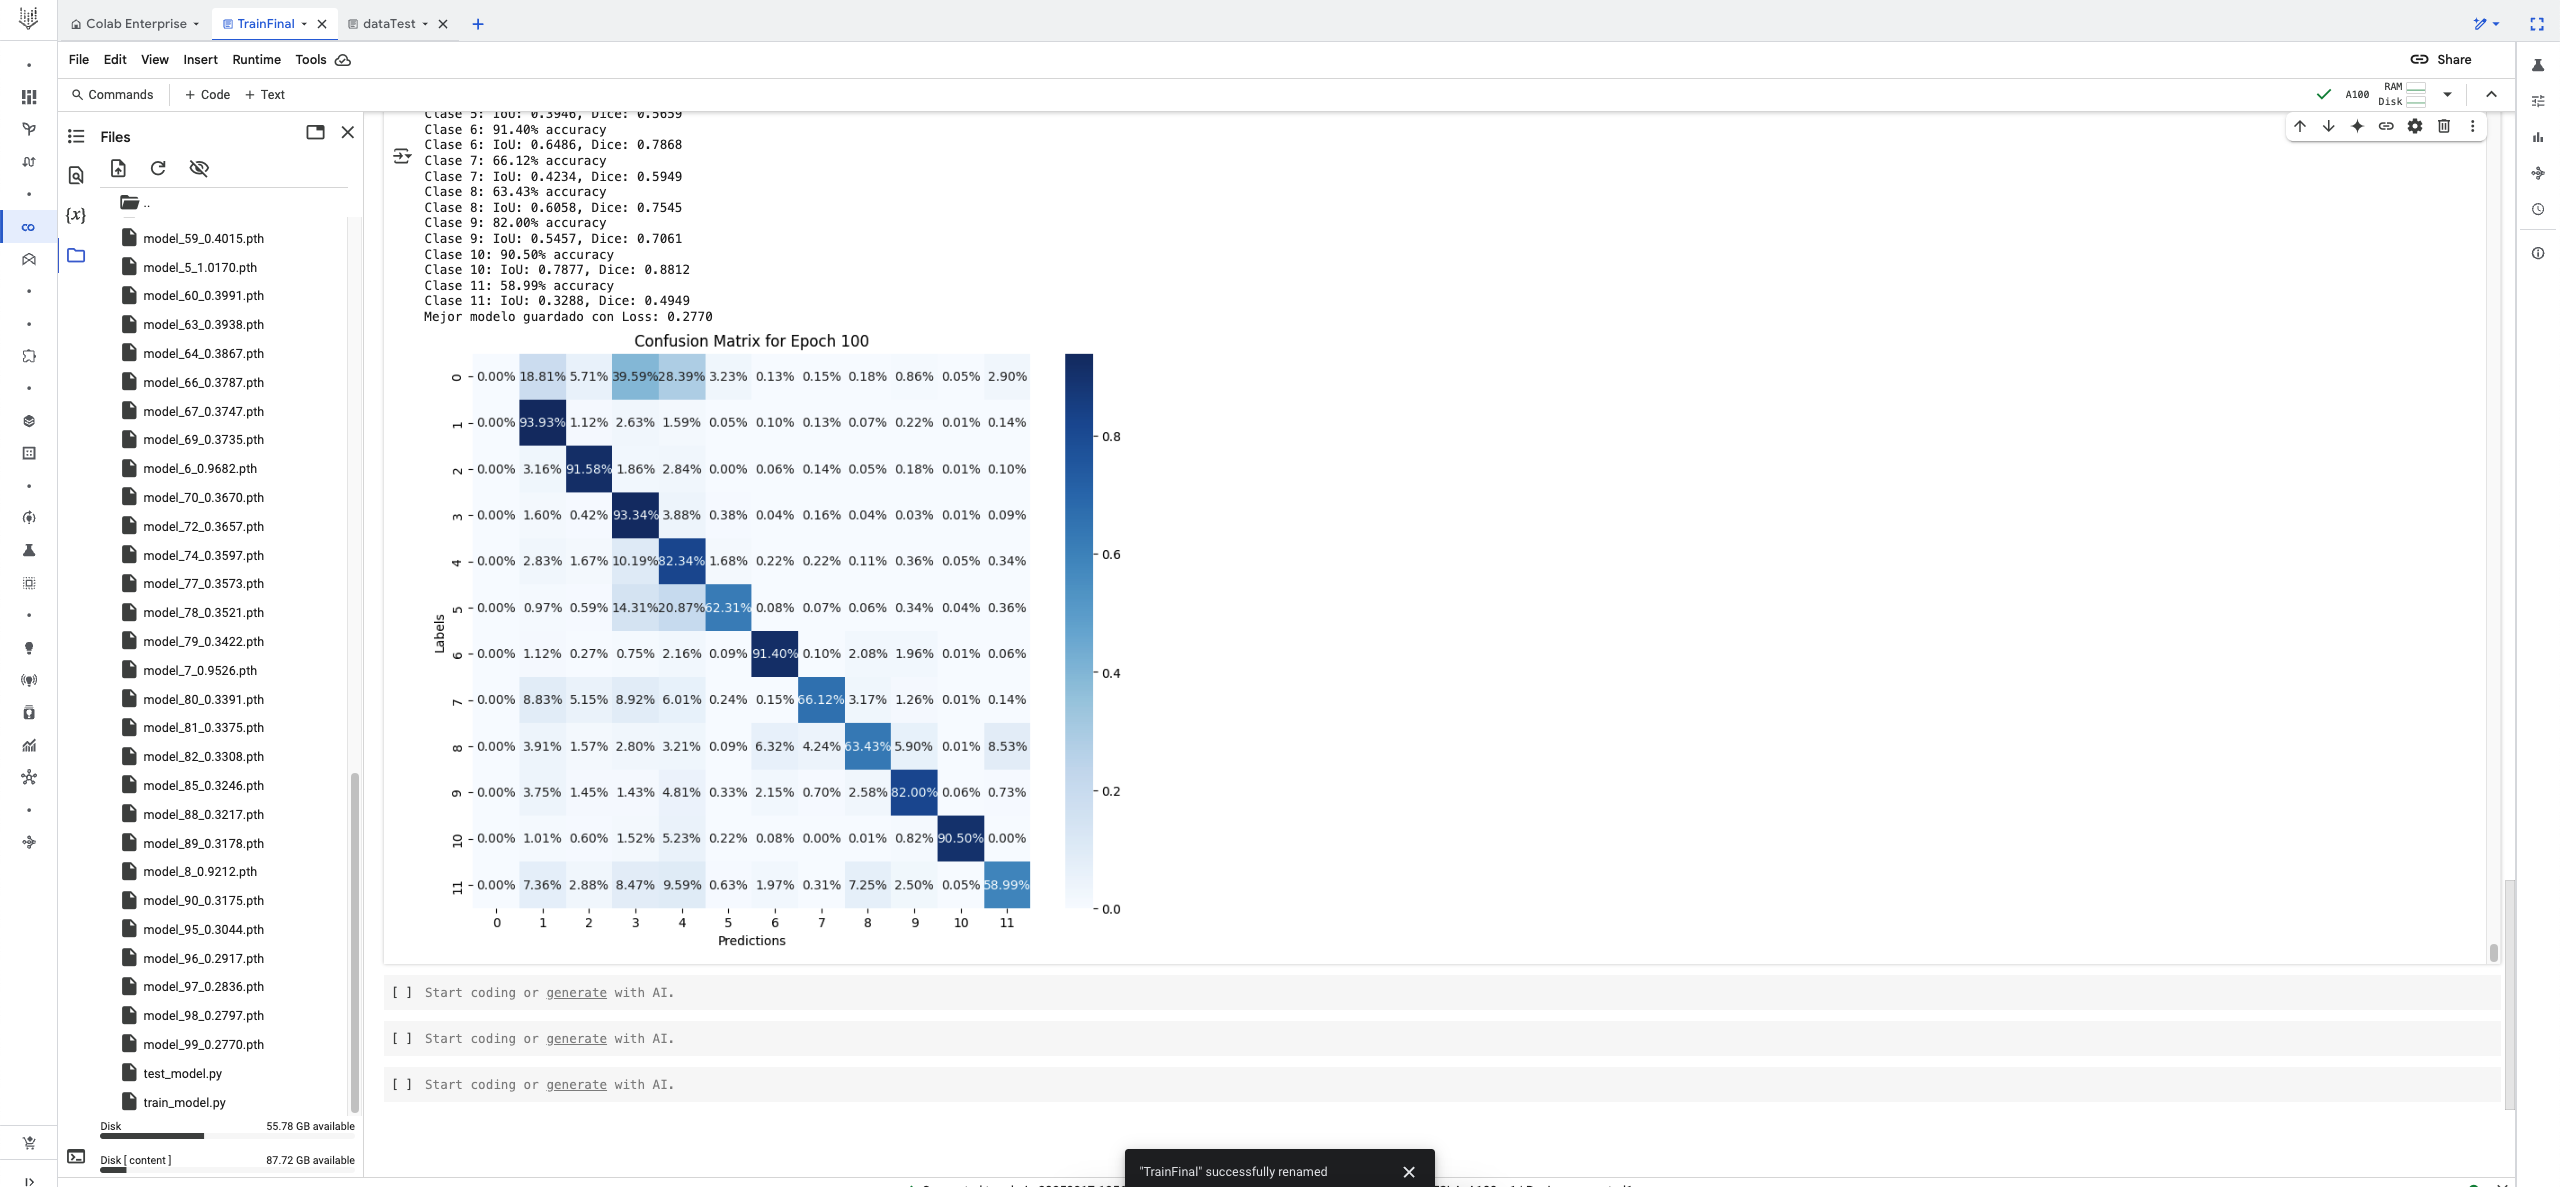 Colab Enterprise
TrainFinal
dataTest
File Edit View Insert Runtime Tools
Share
Commands + Code + Text
A100
RAM
Disk
Files
..
model_59_0.4015.pth
model_5_1.0170.pth
model_60_0.3991.pth
model_63_0.3938.pth
model_64_0.3867.pth
model_66_0.3787.pth
model_67_0.3747.pth
model_69_0.3735.pth
model_6_0.9682.pth
model_70_0.3670.pth
model_72_0.3657.pth
model_74_0.3597.pth
model_77_0.3573.pth
model_78_0.3521.pth
model_79_0.3422.pth
model_7_0.9526.pth
model_80_0.3391.pth
model_81_0.3375.pth
model_82_0.3308.pth
model_85_0.3246.pth
model_88_0.3217.pth
model_89_0.3178.pth
model_8_0.9212.pth
model_90_0.3175.pth
model_95_0.3044.pth
model_96_0.2917.pth
model_97_0.2836.pth
model_98_0.2797.pth
model_99_0.2770.pth
test_model.py
train_model.py
Disk 55.78 GB available
Disk [ content ] 87.72 GB available
Clase 5: IoU: 0.3946, Dice: 0.5659
Clase 6: 91.40% accuracy
Clase 6: IoU: 0.6486, Dice: 0.7868
Clase 7: 66.12% accuracy
Clase 7: IoU: 0.4234, Dice: 0.5949
Clase 8: 63.43% accuracy
Clase 8: IoU: 0.6058, Dice: 0.7545
Clase 9: 82.00% accuracy
Clase 9: IoU: 0.5457, Dice: 0.7061
Clase 10: 90.50% accuracy
Clase 10: IoU: 0.7877, Dice: 0.8812
Clase 11: 58.99% accuracy
Clase 11: IoU: 0.3288, Dice: 0.4949
Mejor modelo guardado con Loss: 0.2770
Confusion Matrix for Epoch 100
0 0.00% 18.81% 5.71% 39.59% 28.39% 3.23% 0.13% 0.15% 0.18% 0.86% 0.05% 2.90%
1 0.00% 93.93% 1.12% 2.63% 1.59% 0.05% 0.10% 0.13% 0.07% 0.22% 0.01% 0.14%
2 0.00% 3.16% 91.58% 1.86% 2.84% 0.00% 0.06% 0.14% 0.05% 0.18% 0.01% 0.10%
3 0.00% 1.60% 0.42% 93.34% 3.88% 0.38% 0.04% 0.16% 0.04% 0.03% 0.01% 0.09%
4 0.00% 2.83% 1.67% 10.19% 82.34% 1.68% 0.22% 0.22% 0.11% 0.36% 0.05% 0.34%
5 0.00% 0.97% 0.59% 14.31% 20.87% 62.31% 0.08% 0.07% 0.06% 0.34% 0.04% 0.36%
6 0.00% 1.12% 0.27% 0.75% 2.16% 0.09% 91.40% 0.10% 2.08% 1.96% 0.01% 0.06%
7 0.00% 8.83% 5.15% 8.92% 6.01% 0.24% 0.15% 66.12% 3.17% 1.26% 0.01% 0.14%
8 0.00% 3.91% 1.57% 2.80% 3.21% 0.09% 6.32% 4.24% 63.43% 5.90% 0.01% 8.53%
9 0.00% 3.75% 1.45% 1.43% 4.81% 0.33% 2.15% 0.70% 2.58% 82.00% 0.06% 0.73%
10 0.00% 1.01% 0.60% 1.52% 5.23% 0.22% 0.08% 0.00% 0.01% 0.82% 90.50% 0.00%
11 0.00% 7.36% 2.88% 8.47% 9.59% 0.63% 1.97% 0.31% 7.25% 2.50% 0.05% 58.99%
0 1 2 3 4 5 6 7 8 9 10 11
Labels
Predictions
0.8
0.6
0.4
0.2
0.0
[ ] Start coding or generate with AI.
[ ] Start coding or generate with AI.
[ ] Start coding or generate with AI.
"TrainFinal" successfully renamed